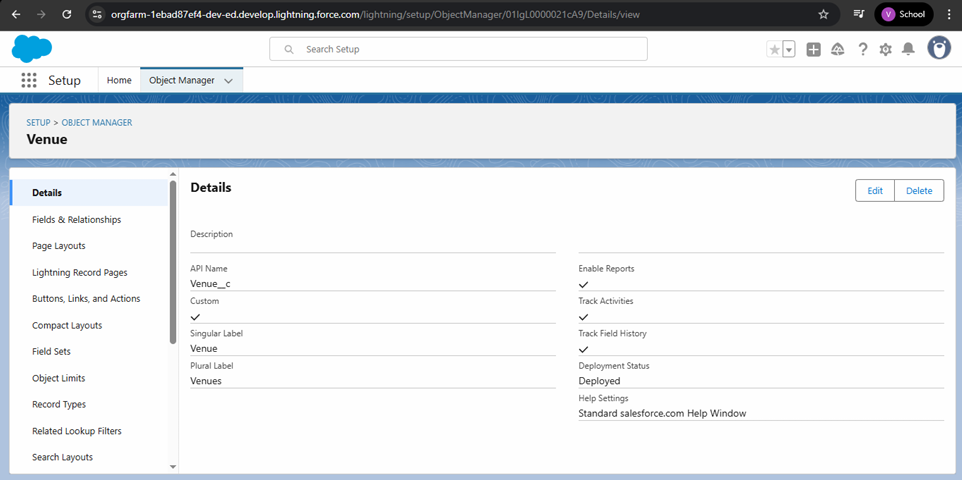 orgfarm-1ebad87ef4-dev-ed.develop.lightning.force.com/lightning/setup/ObjectManager/01IgL0000021cA9/Details/view
V School
Search Setup
Setup Home Object Manager
SETUP > OBJECT MANAGER
Venue
Details
Fields & Relationships
Page Layouts
Lightning Record Pages
Buttons, Links, and Actions
Compact Layouts
Field Sets
Object Limits
Record Types
Related Lookup Filters
Search Layouts
Details
Edit Delete
Description
API Name
Venue__c
Custom
Singular Label
Venue
Plural Label
Venues
Enable Reports
Track Activities
Track Field History
Deployment Status
Deployed
Help Settings
Standard salesforce.com Help Window